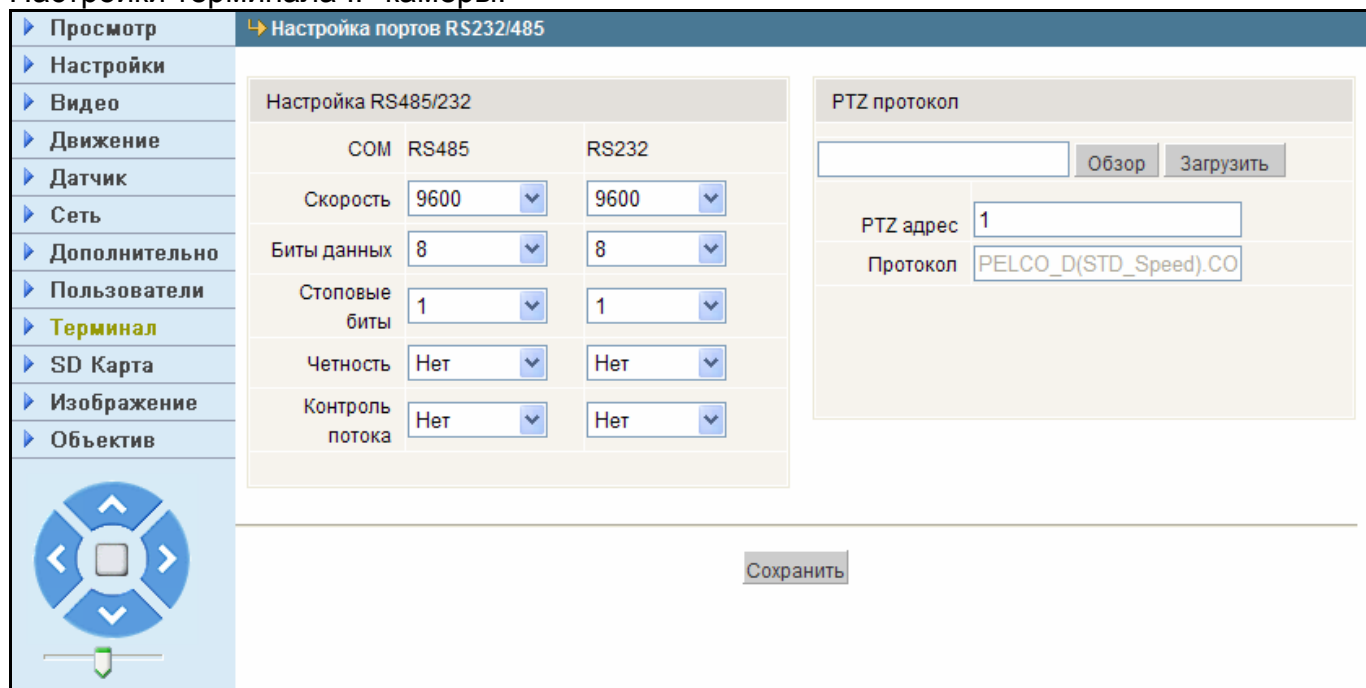 Просмотр
Настройки
Видео
Движение
Датчик
Сеть
Дополнительно
Пользователи
Терминал
SD Карта
Изображение
Объектив
Настройка портов RS232/485
Настройка RS485/232
COM RS485 RS232
Скорость 9600 9600
Биты данных 8 8
Стоповые
биты 1 1
Четность Нет Нет
Контроль
потока Нет Нет
PTZ протокол
Обзор Загрузить
PTZ адрес 1
Протокол PELCO_D(STD_Speed).CO
Сохранить